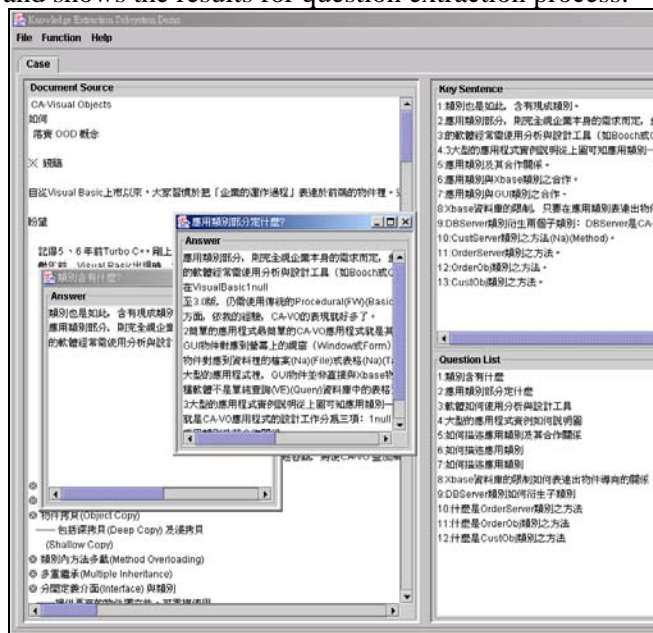 and shows the results for question extraction process.
Knowledge Extraction Subsystem Demo
File Function Help
Case
Document Source
CA-Visual Objects
如何
落實 OOD 觀念
自從Visual Basic上市以來，大家習慣於把「企業的運作過程」表達於前端的物件裡。
盼望
記得5、6年前Turbo C++ 剛上
物件拷貝(Object Copy)
—— 包括深拷貝(Deep Copy) 及淺拷貝
(Shallow Copy)
類別內方法多載(Method Overloading)
多重繼承(Multiple Inheritance)
分開定義介面(Interface) 與類別
類別含有什麼?
Answer
類別也是如此，含有現成類別
應用類別部分，則完全視企業
的軟體經常需使用分析與設計
應用類別部分定什麼?
Answer
應用類別部分，則完全視企業本身的需求而定，
的軟體經常需使用分析與設計工具（如Booch或
在VisualBasic1null
至3.0版，仍需使用傳統的Procedural(FW)(Basic
方面，依我的經驗，CA-VO的表現就好多了。
2簡單的應用程式最簡單的CA-VO應用程式就是其
GUI物件對應到螢幕上的視窗（Window或Form）
物件對應到資料裡的檔案(Na)(File)或表格(Na)(Ta
大型的應用程式裡，GUI物件並非直接與Xbase物
種軟體不是單純查詢(VE)(Query)資料庫中的表格
3大型的應用程式實例說明從上圖可知應用類別一
就是CA-VO應用程式的設計工作分為三項：1null
Key Sentence
1:類別也是如此，含有現成類別。
2:應用類別部分，則完全視企業本身的需求而定，
3:的軟體經常需使用分析與設計工具（如Booch或
4:3大型的應用程式實例說明從上圖可知應用類別一
5:應用類別及其合作關係。
6:應用類別與Xbase類別之合作。
7:應用類別與GUI類別之合作。
8:Xbase資料庫的限制，只要在應用類別表達出物件
9:DBServer類別衍生兩個子類別：DBServer是CA-
10:CustServer類別之方法(Na)(Method)。
11:OrderServer類別之方法。
12:OrderObj類別之方法。
13:CustObj類別之方法。
Question List
1:類別含有什麼
2:應用類別部分定什麼
3:軟體如何使用分析與設計工具
4:大型的應用程式實例如何說明圖
5:如何描述應用類別及其合作關係
6:如何描述應用類別
7:如何描述應用類別
8:Xbase資料庫的限制如何表達出物件導向的關係
9:DBServer類別如何衍生子類別
10:什麼是OrderServer類別之方法
11:什麼是OrderObj類別之方法
12:什麼是CustObj類別之方法